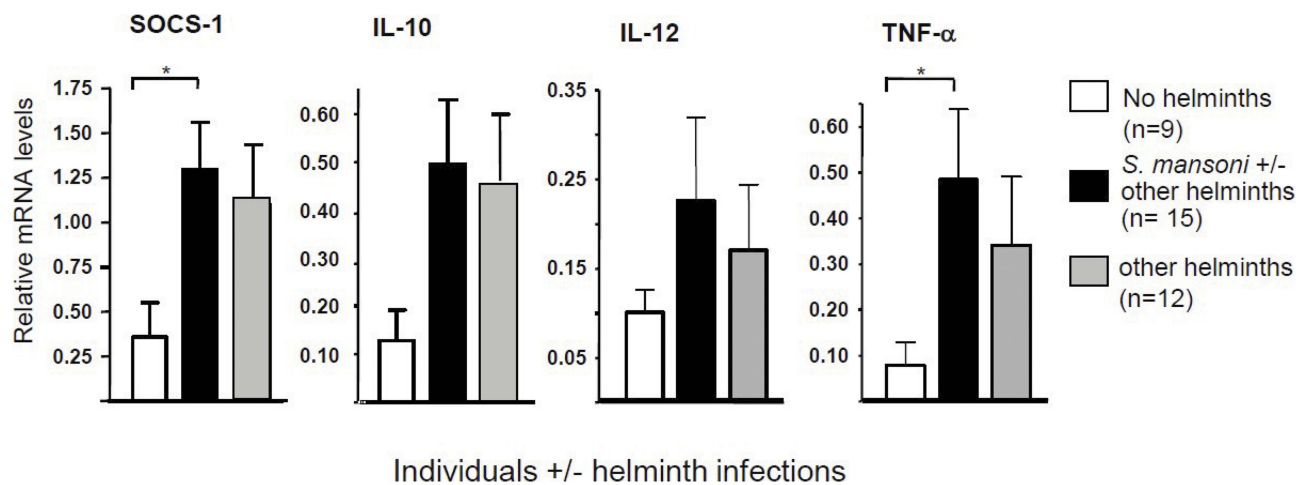 SOCS-1
IL-10
IL-12
TNF-α
Relative mRNA levels
*
1.75
1.50
1.25
1.00
0.75
0.50
0.25
0.60
0.50
0.40
0.30
0.20
0.10
0.35
0.25
0.15
0.05
*
0.60
0.50
0.40
0.30
0.20
0.10
No helminths
(n=9)
S. mansoni +/-
other helminths
(n= 15)
other helminths
(n=12)
Individuals +/- helminth infections